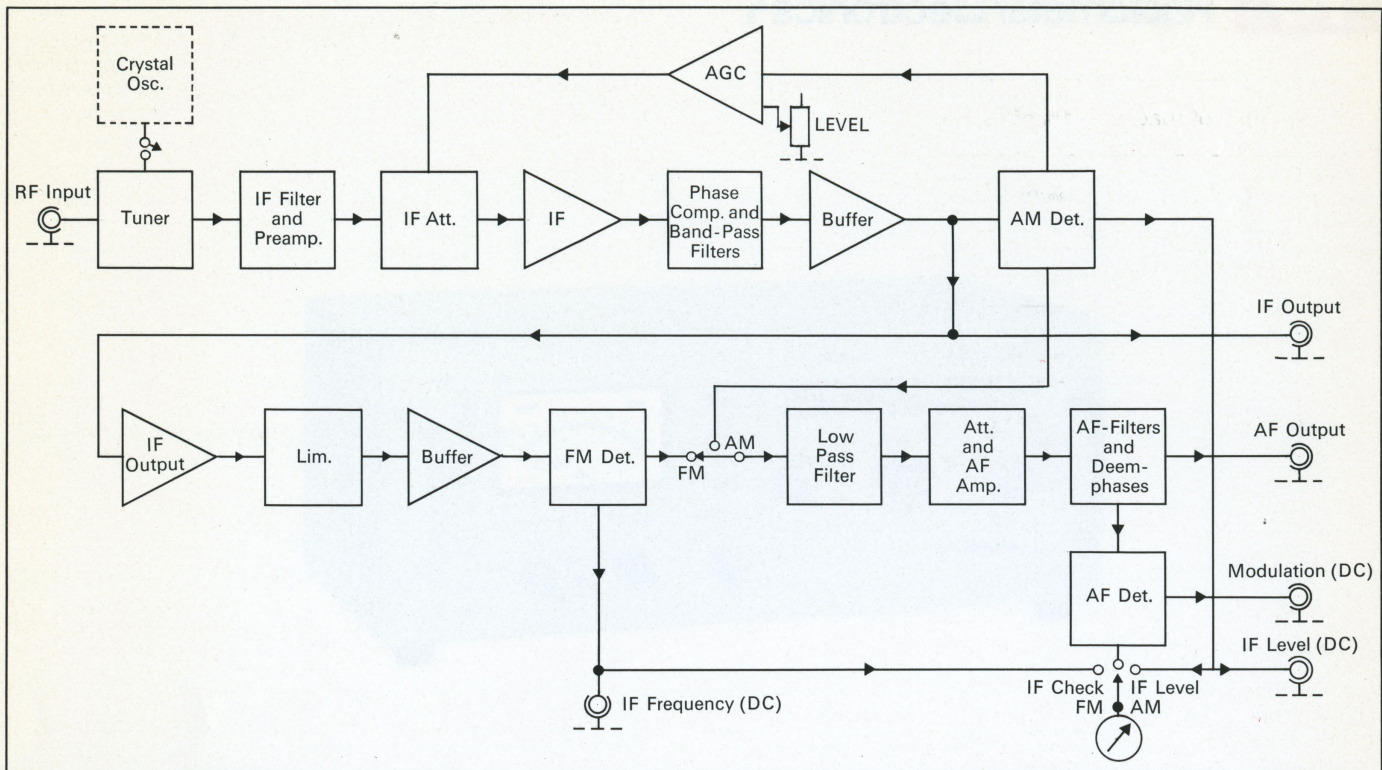 Crystal
Osc.
AGC
LEVEL
RF Input
Tuner
IF Filter
and
Preamp.
IF Att.
IF
Phase
Comp. and
Band-Pass
Filters
Buffer
AM Det.
IF Output
IF
Output
Lim.
Buffer
FM Det.
AM
FM
Low
Pass
Filter
Att.
and
AF
Amp.
AF-Filters
and
Deem-
phases
AF Output
AF Det.
Modulation (DC)
IF Level (DC)
IF Frequency (DC)
IF Check
FM
IF Level
AM